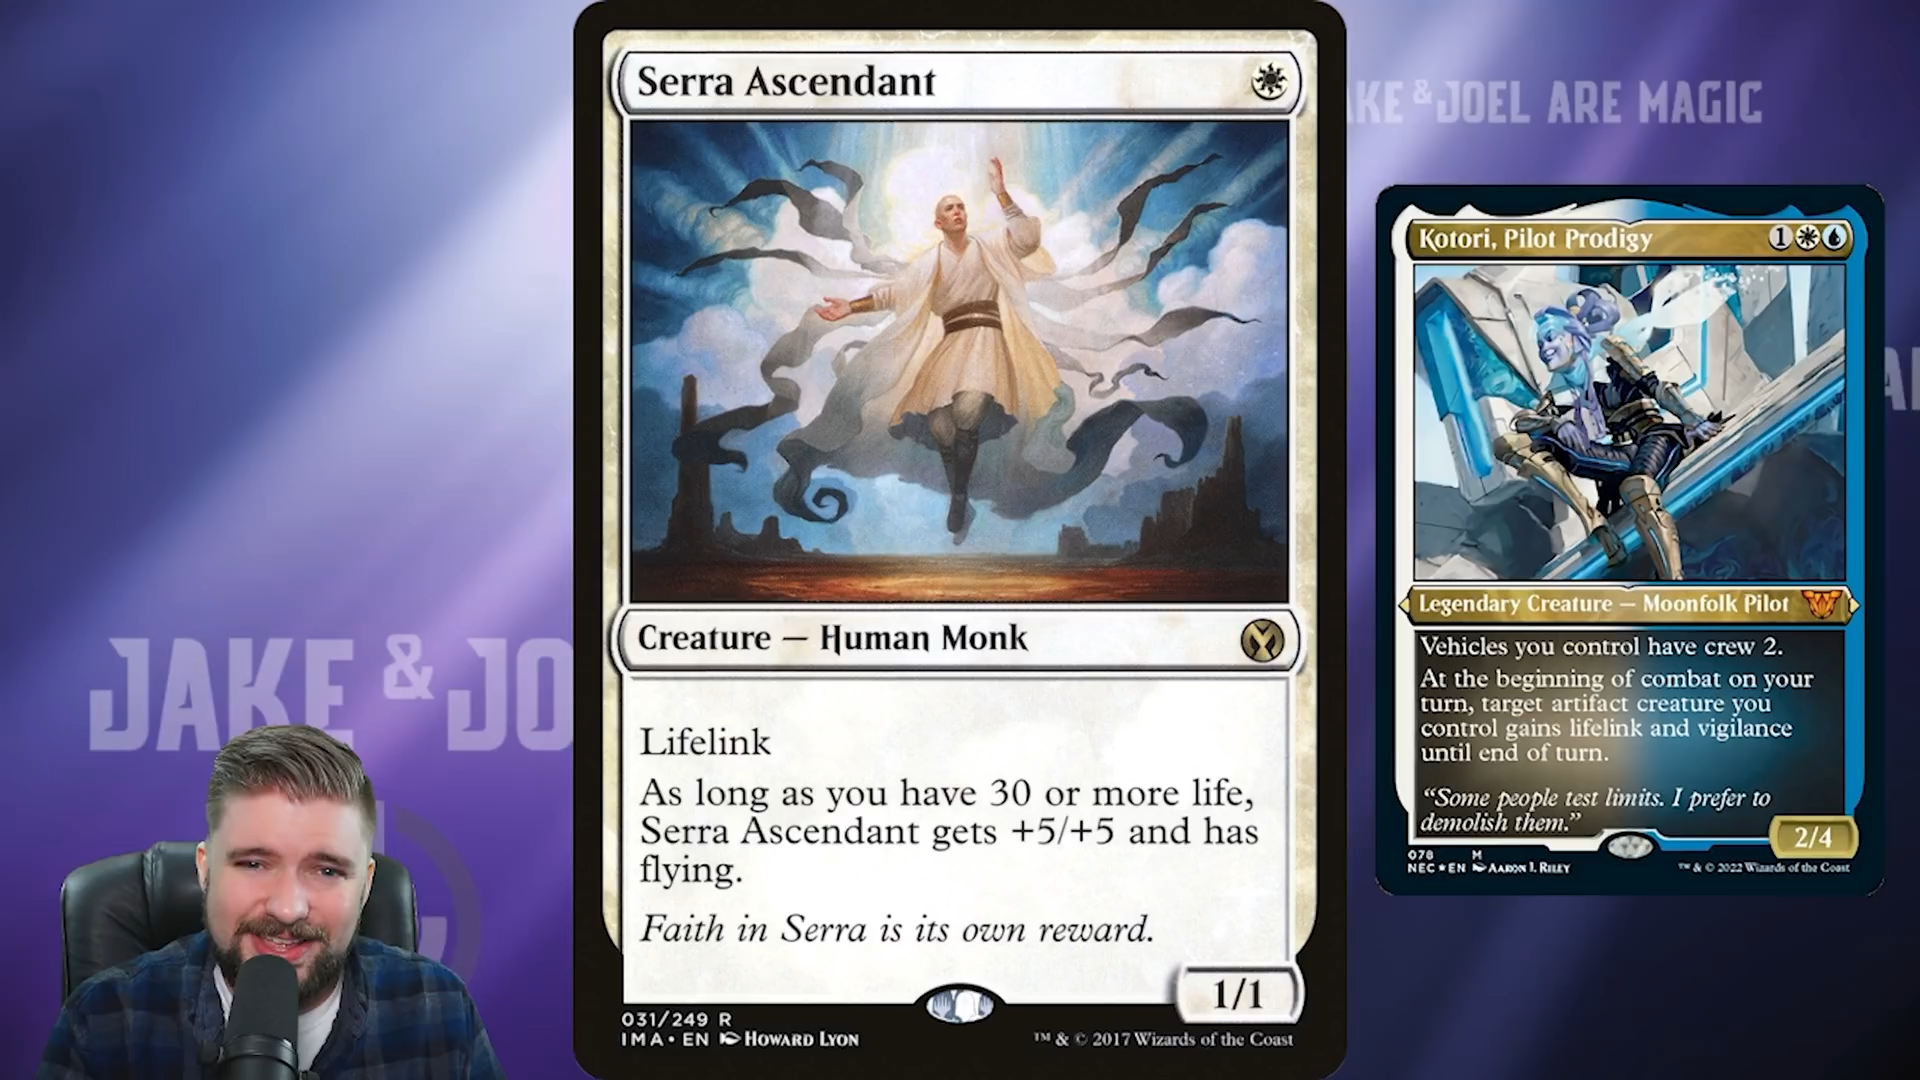 Serra Ascendant
Creature — Human Monk
Lifelink
As long as you have 30 or more life,
Serra Ascendant gets +5/+5 and has
flying.
Faith in Serra is its own reward.
1/1
031/249 R
IMA • EN Howard Lyon
™ & © 2017 Wizards of the Coast
AKE & JOEL ARE MAGIC
Kotori, Pilot Prodigy 1
Legendary Creature — Moonfolk Pilot
Vehicles you control have crew 2.
At the beginning of combat on your
turn, target artifact creature you
control gains lifelink and vigilance
until end of turn.
“Some people test limits. I prefer to
demolish them.”
2/4
078 M
NEC ★ EN Aaron J. Riley
™ & © 2022 Wizards of the Coast
JAKE & JO